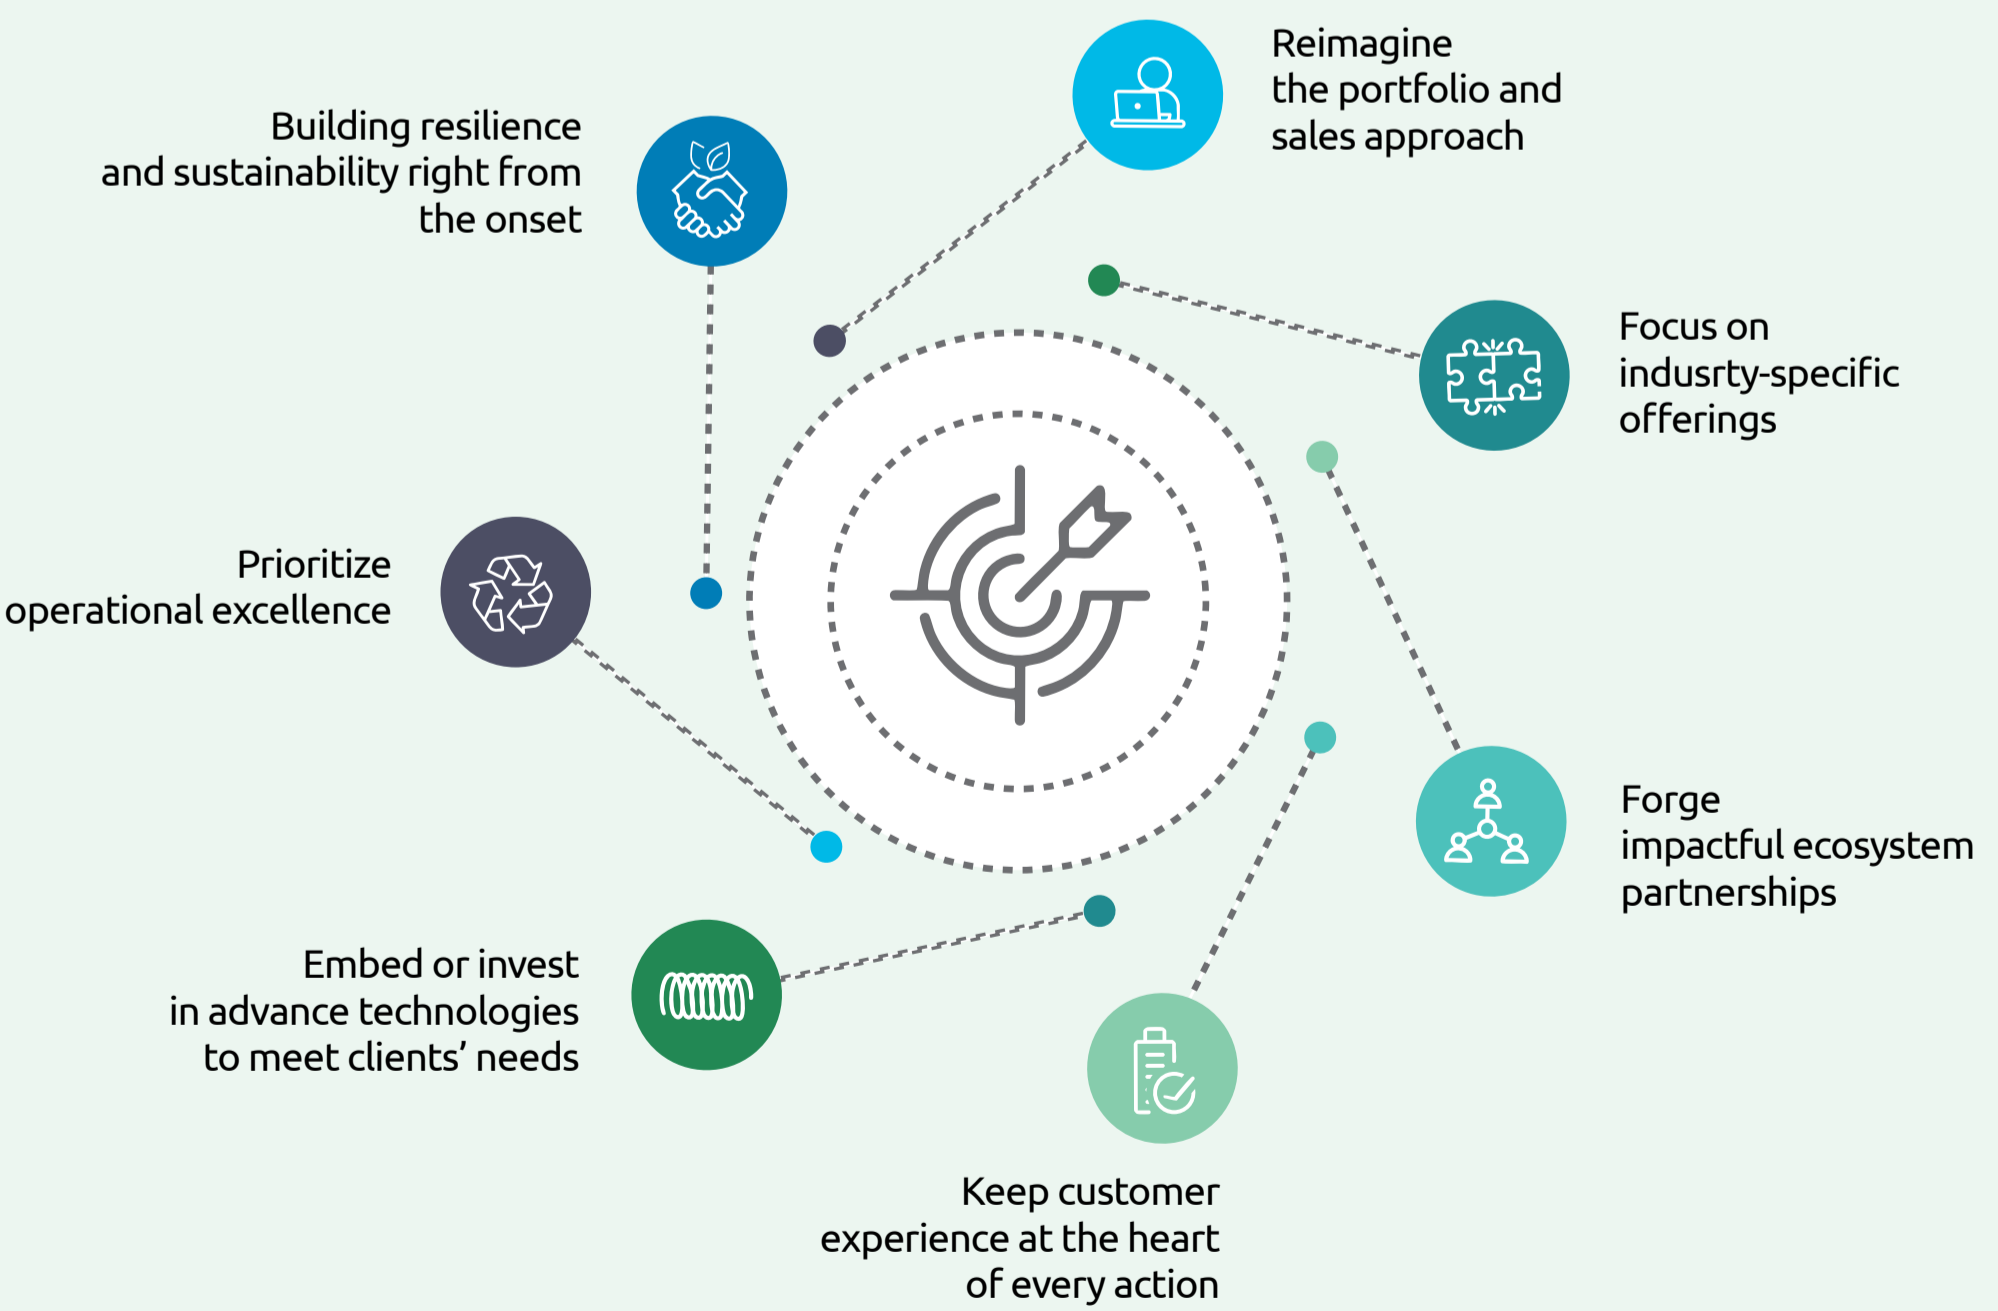 Reimagine
the portfolio and
sales approach
Building resilience
and sustainability right from
the onset
Focus on
indusrty-specific
offerings
Prioritize
operational excellence
Forge
impactful ecosystem
partnerships
Embed or invest
in advance technologies
to meet clients’ needs
Keep customer
experience at the heart
of every action